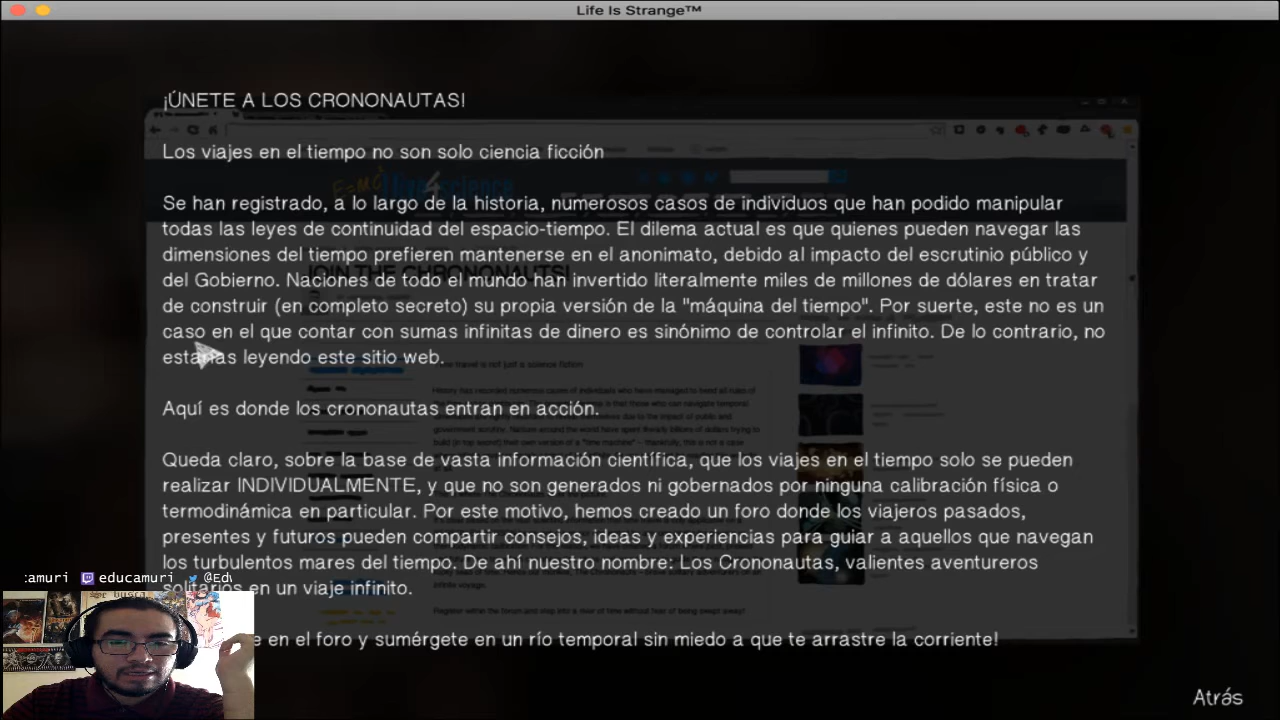 Life Is Strange™
¡ÚNETE A LOS CRONONAUTAS!
Los viajes en el tiempo no son solo ciencia ficción
Se han registrado, a lo largo de la historia, numerosos casos de individuos que han podido manipular
todas las leyes de continuidad del espacio-tiempo. El dilema actual es que quienes pueden navegar las
dimensiones del tiempo prefieren mantenerse en el anonimato, debido al impacto del escrutinio público y
del Gobierno. Naciones de todo el mundo han invertido literalmente miles de millones de dólares en tratar
de construir (en completo secreto) su propia versión de la "máquina del tiempo". Por suerte, este no es un
caso en el que contar con sumas infinitas de dinero es sinónimo de controlar el infinito. De lo contrario, no
estarías leyendo este sitio web.
Aquí es donde los crononautas entran en acción.
Queda claro, sobre la base de vasta información científica, que los viajes en el tiempo solo se pueden
realizar INDIVIDUALMENTE, y que no son generados ni gobernados por ninguna calibración física o
termodinámica en particular. Por este motivo, hemos creado un foro donde los viajeros pasados,
presentes y futuros pueden compartir consejos, ideas y experiencias para guiar a aquellos que navegan
los turbulentos mares del tiempo. De ahí nuestro nombre: Los Crononautas, valientes aventureros
solitarios en un viaje infinito.
en el foro y sumérgete en un río temporal sin miedo a que te arrastre la corriente!
:amuri educamuri @Edu
Atrás